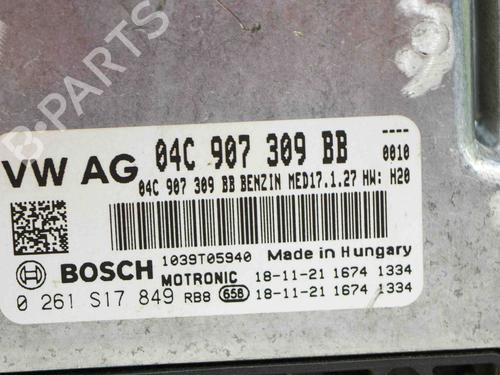 B-PARTS
VW AG 04C 907 309 BB ---- 0010
04C 907 309 BB BENZIN MED17.1.27 HW: H20
1039T05940 Made in Hungary
BOSCH MOTRONIC 18-11-21 1674 1334
0 261 S17 849 RB8 658 18-11-21 1674 1334